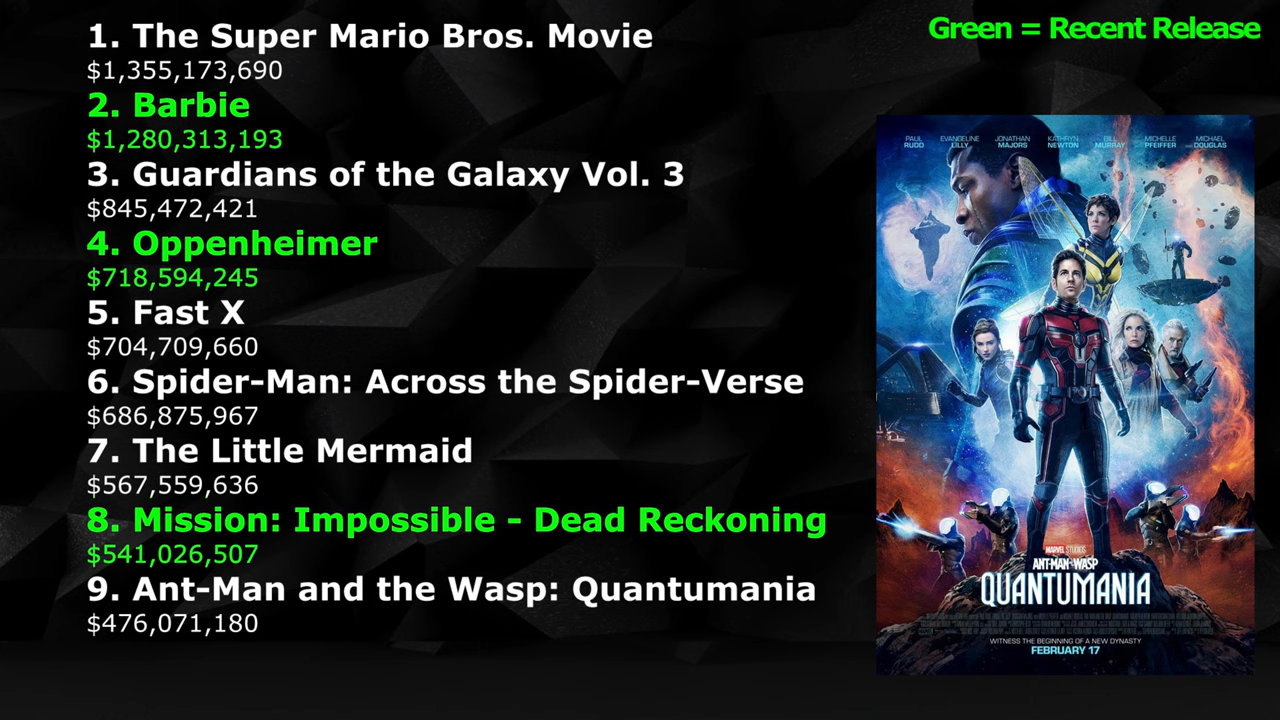 1. The Super Mario Bros. Movie
$1,355,173,690
2. Barbie
$1,280,313,193
3. Guardians of the Galaxy Vol. 3
$845,472,421
4. Oppenheimer
$718,594,245
5. Fast X
$704,709,660
6. Spider-Man: Across the Spider-Verse
$686,875,967
7. The Little Mermaid
$567,559,636
8. Mission: Impossible - Dead Reckoning
$541,026,507
9. Ant-Man and the Wasp: Quantumania
$476,071,180
Green = Recent Release
PAUL RUDD EVANGELINE LILLY JONATHAN MAJORS KATHRYN NEWTON BILL MURRAY MICHELLE PFEIFFER MICHAEL DOUGLAS
MARVEL STUDIOS
ANT-MAN WASP
QUANTUMANIA
WITNESS THE BEGINNING OF A NEW DYNASTY
FEBRUARY 17